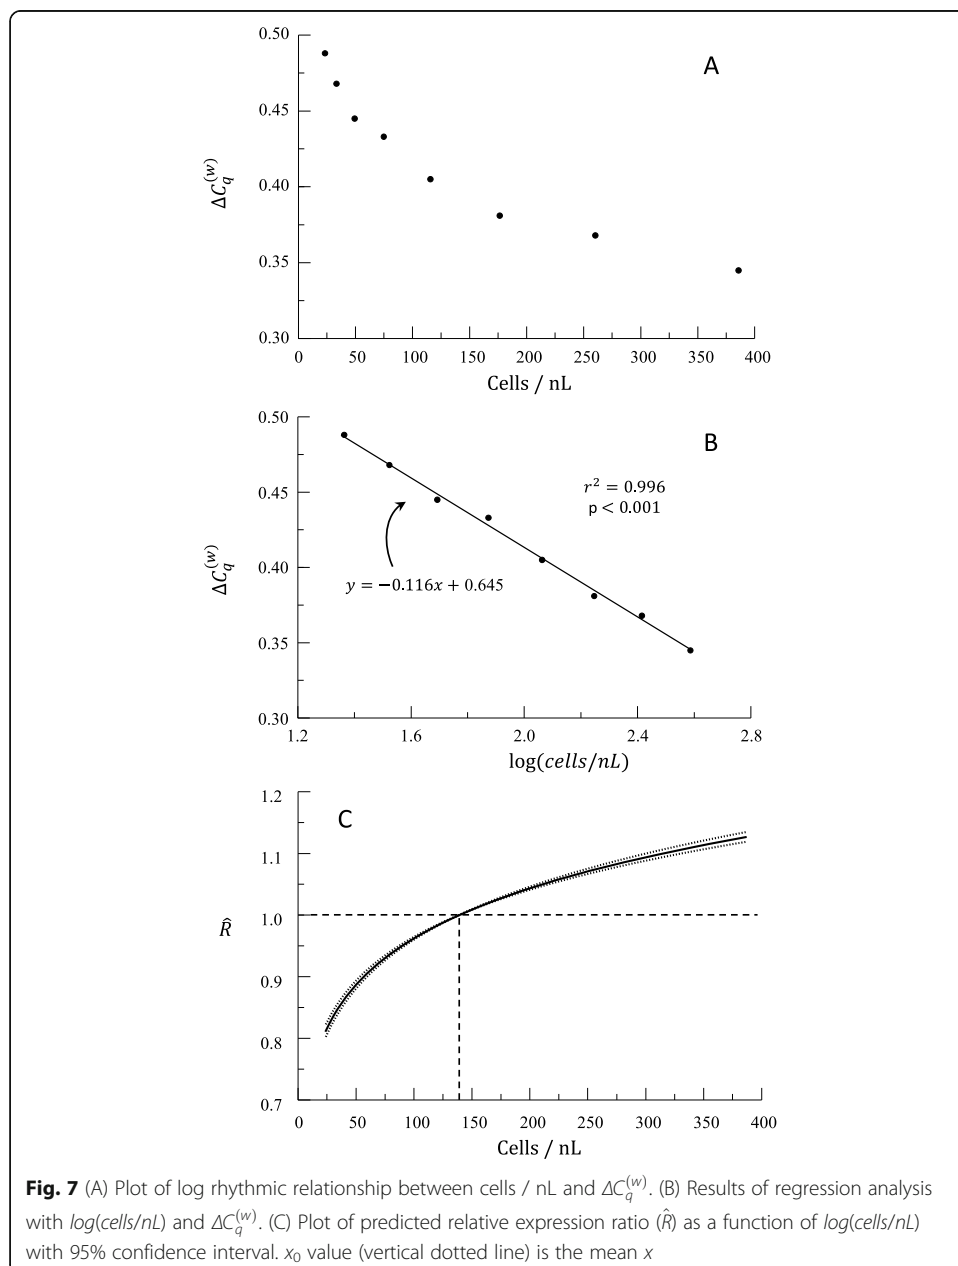 0.50
A
0.45
0.40
0.35
0.30
ΔC_q^(w)
0 50 100 150 200 250 300 350 400
Cells / nL
0.50
B
r² = 0.996
p < 0.001
0.45
0.40
y = −0.116x + 0.645
0.35
0.30
ΔC_q^(w)
1.2 1.6 2.0 2.4 2.8
log(cells/nL)
1.2
C
1.1
1.0
R̂
0.9
0.8
0.7
0 50 100 150 200 250 300 350 400
Cells / nL
Fig. 7 (A) Plot of log rhythmic relationship between cells / nL and ΔC_q^(w). (B) Results of regression analysis
with log(cells/nL) and ΔC_q^(w). (C) Plot of predicted relative expression ratio (R̂) as a function of log(cells/nL)
with 95% confidence interval. x₀ value (vertical dotted line) is the mean x